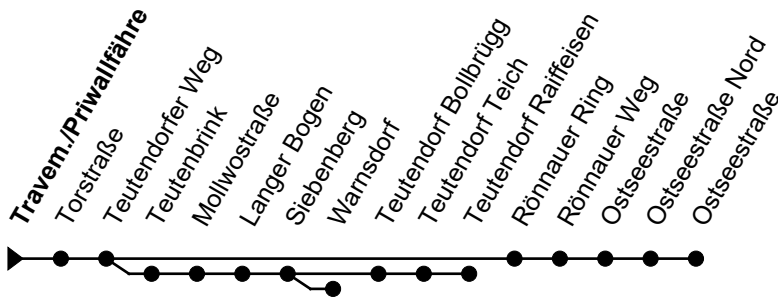 Travem./Priwallfähre
Torstraße
Teutendorfer Weg
Teutenbrink
Mollwostraße
Langer Bogen
Siebenberg
Warnsdorf
Teutendorf Bollbrügg
Teutendorf Teich
Teutendorf Raiffeisen
Rönnauer Ring
Rönnauer Weg
Ostseestraße
Ostseestraße Nord
Ostseestraße